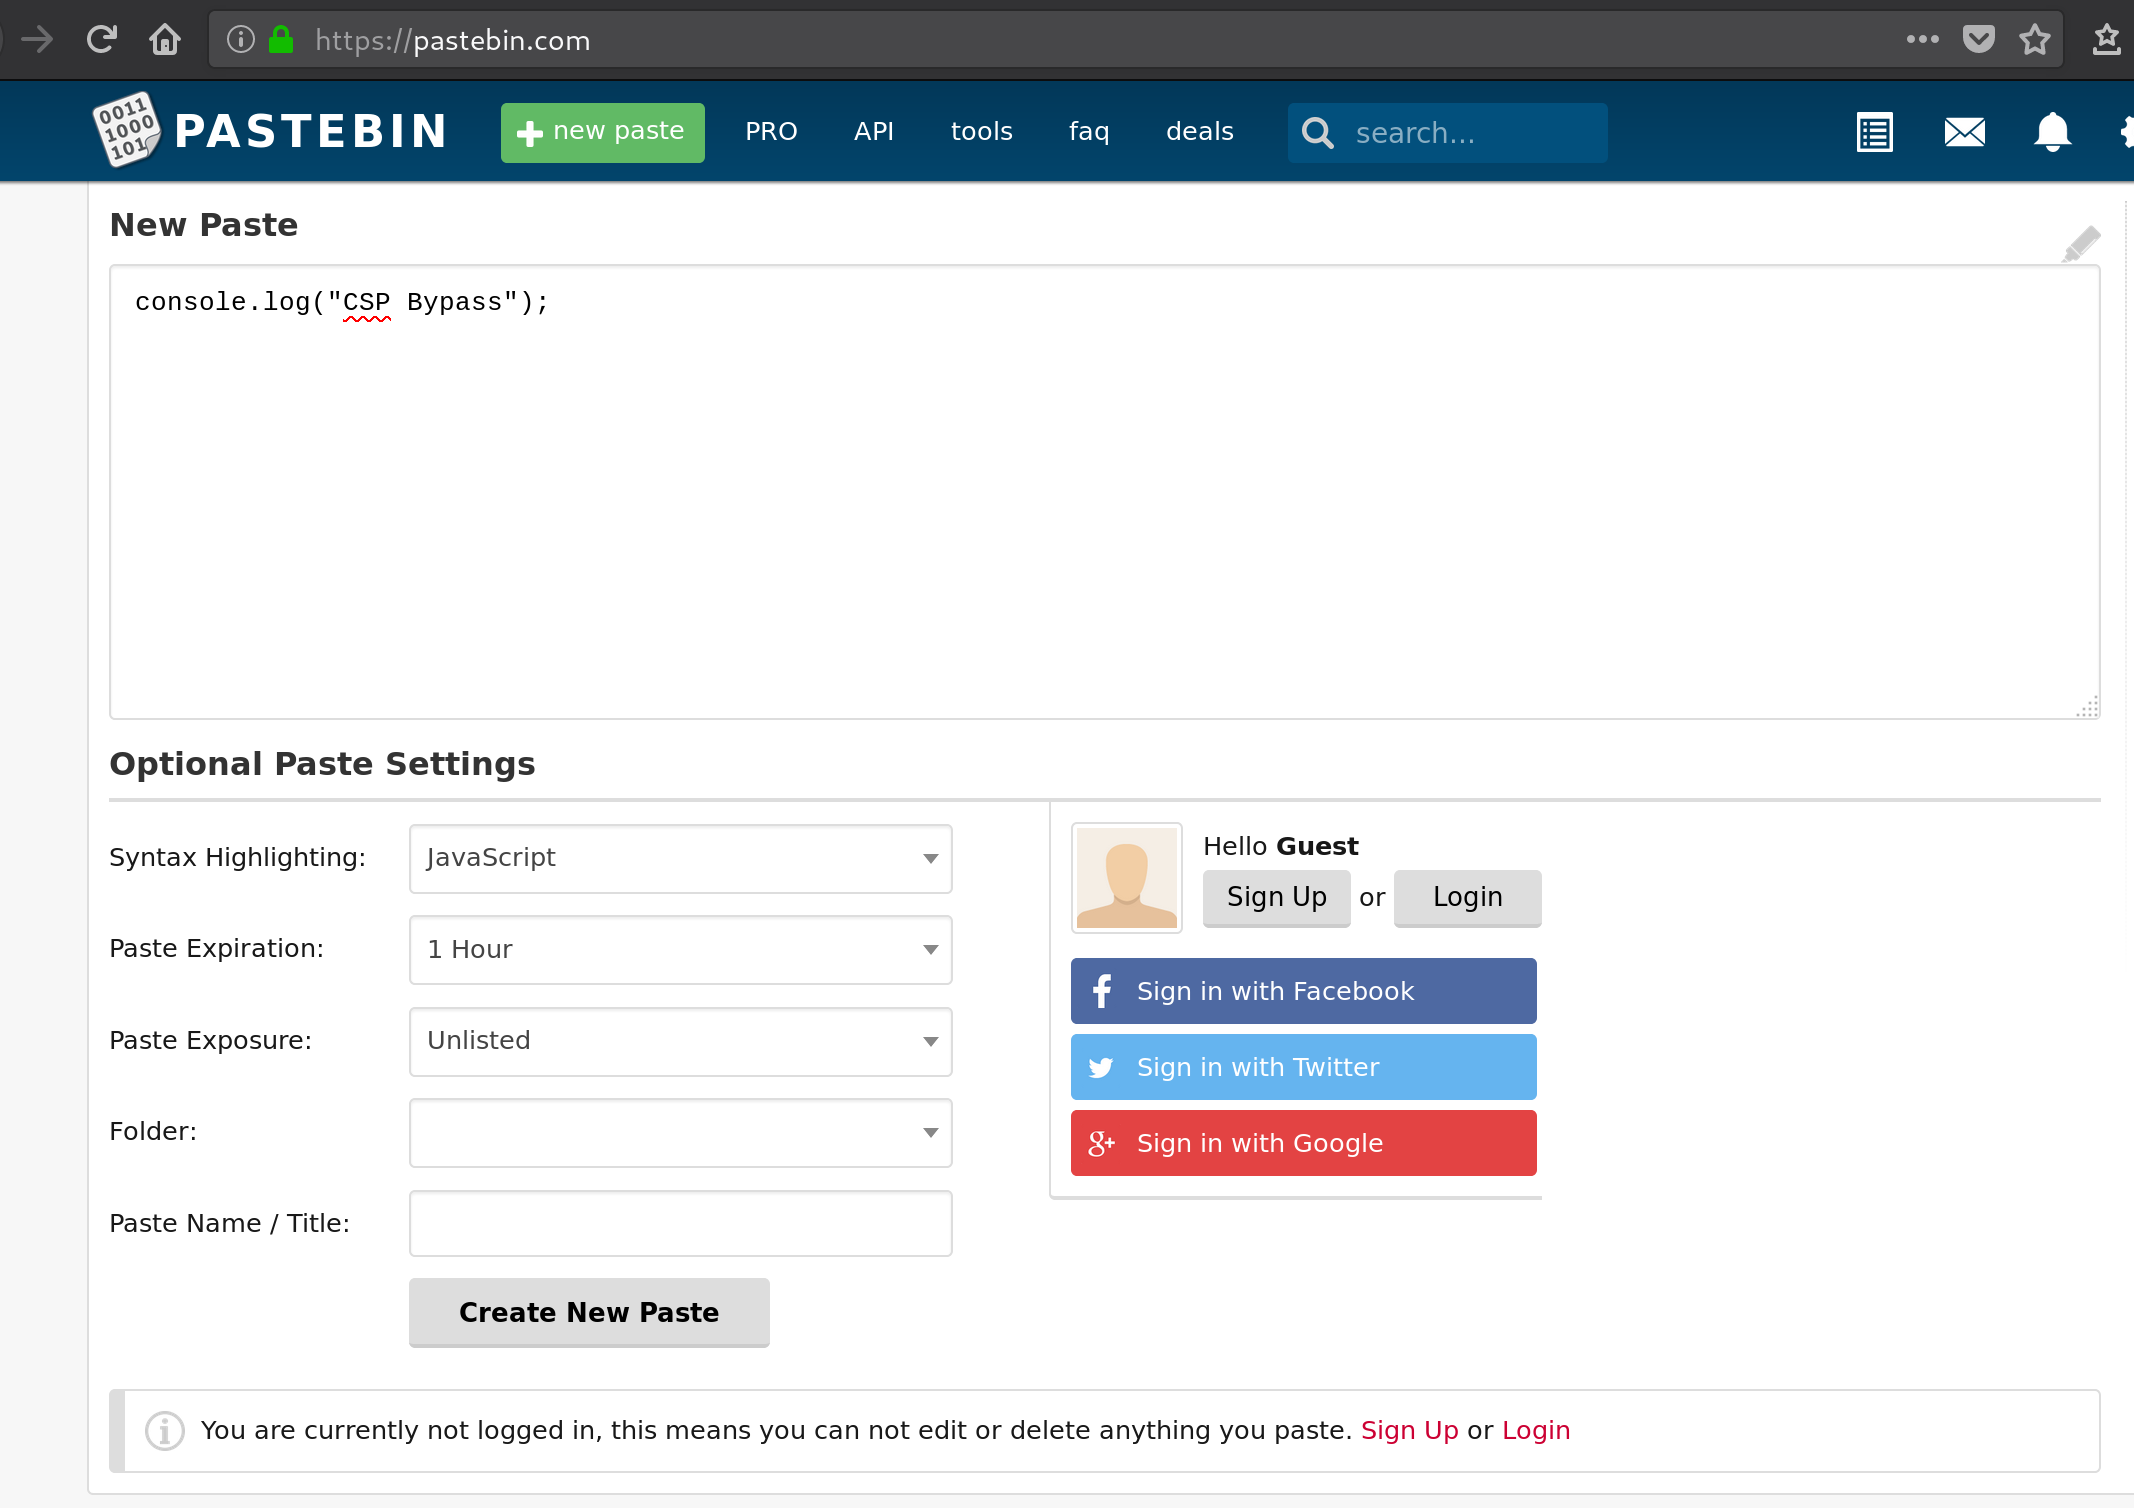 https://pastebin.com
0011
1000
101
PASTEBIN
new paste PRO API tools faq deals search...
New Paste
console.log("CSP Bypass");
Optional Paste Settings
Syntax Highlighting: JavaScript
Paste Expiration: 1 Hour
Paste Exposure: Unlisted
Folder:
Paste Name / Title:
Create New Paste
Hello Guest
Sign Up or Login
Sign in with Facebook
Sign in with Twitter
Sign in with Google
You are currently not logged in, this means you can not edit or delete anything you paste. Sign Up or Login